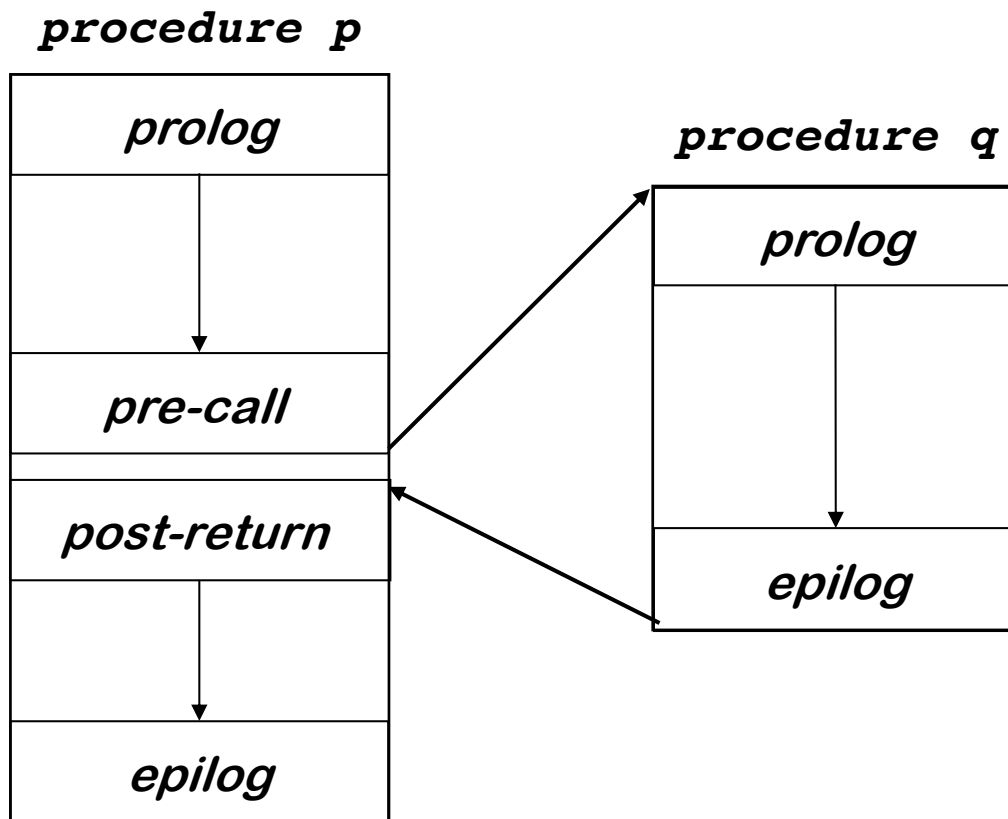 procedure p
prolog
pre-call
post-return
epilog
procedure q
prolog
epilog